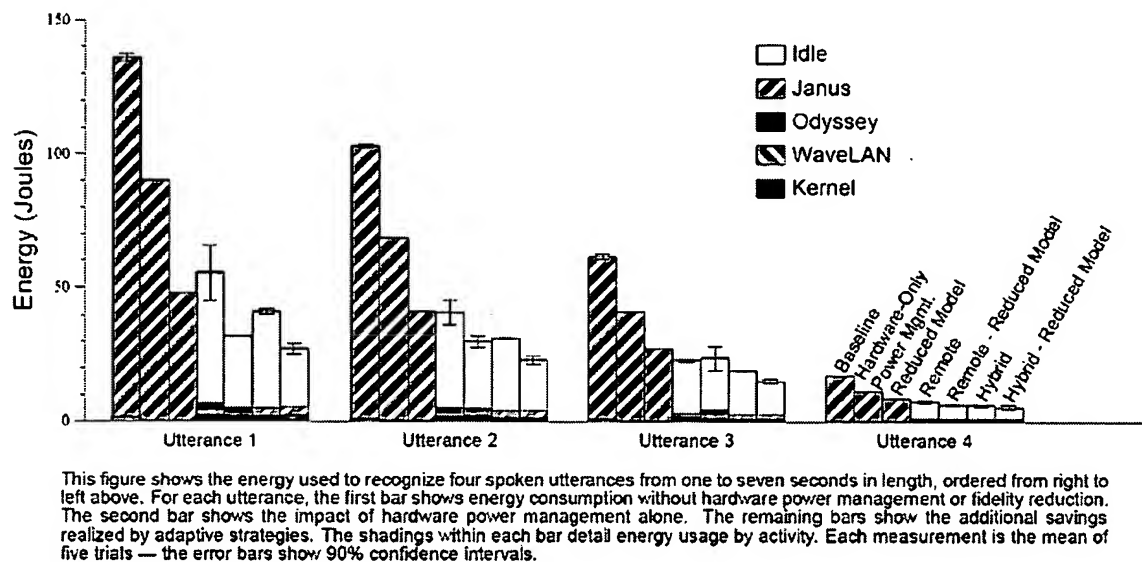 150
100
50
0
Energy (Joules)
Idle
Janus
Odyssey
WaveLAN
Kernel
Baseline
Hardware-Only
Power Mgmt.
Reduced Model
Remote
Remote - Reduced Model
Hybrid
Hybrid - Reduced Model
Utterance 1
Utterance 2
Utterance 3
Utterance 4
This figure shows the energy used to recognize four spoken utterances from one to seven seconds in length, ordered from right to
left above. For each utterance, the first bar shows energy consumption without hardware power management or fidelity reduction.
The second bar shows the impact of hardware power management alone. The remaining bars show the additional savings
realized by adaptive strategies. The shadings within each bar detail energy usage by activity. Each measurement is the mean of
five trials — the error bars show 90% confidence intervals.